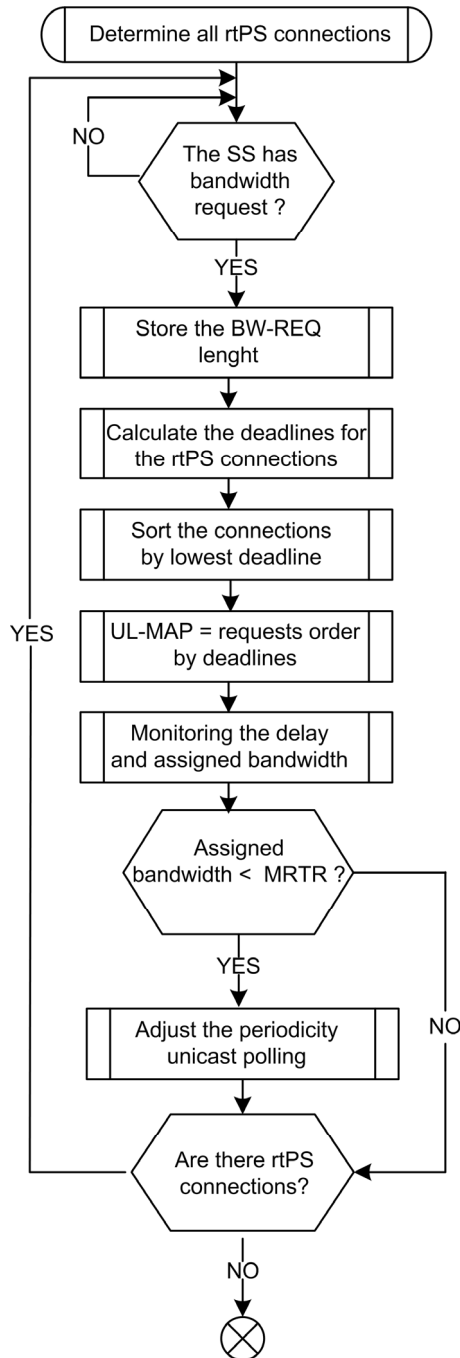 Determine all rtPS connections
NO
The SS has
bandwidth
request ?
YES
Store the BW-REQ
lenght
Calculate the deadlines for
the rtPS connections
Sort the connections
by lowest deadline
UL-MAP = requests order
by deadlines
YES
Monitoring the delay
and assigned bandwidth
Assigned
bandwidth < MRTR ?
YES
NO
Adjust the periodicity
unicast polling
Are there rtPS
connections?
NO